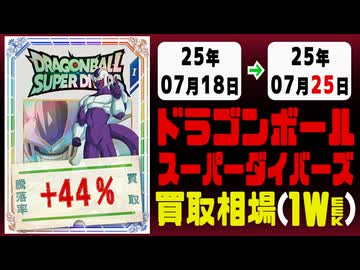 DRAGONBALL
SUPER DIVERS
I
騰落率
買取
+44%
25年
07月18日
25年
07月25日
ドラゴンボール
スーパーダイバーズ
買取相場(1WEEK)